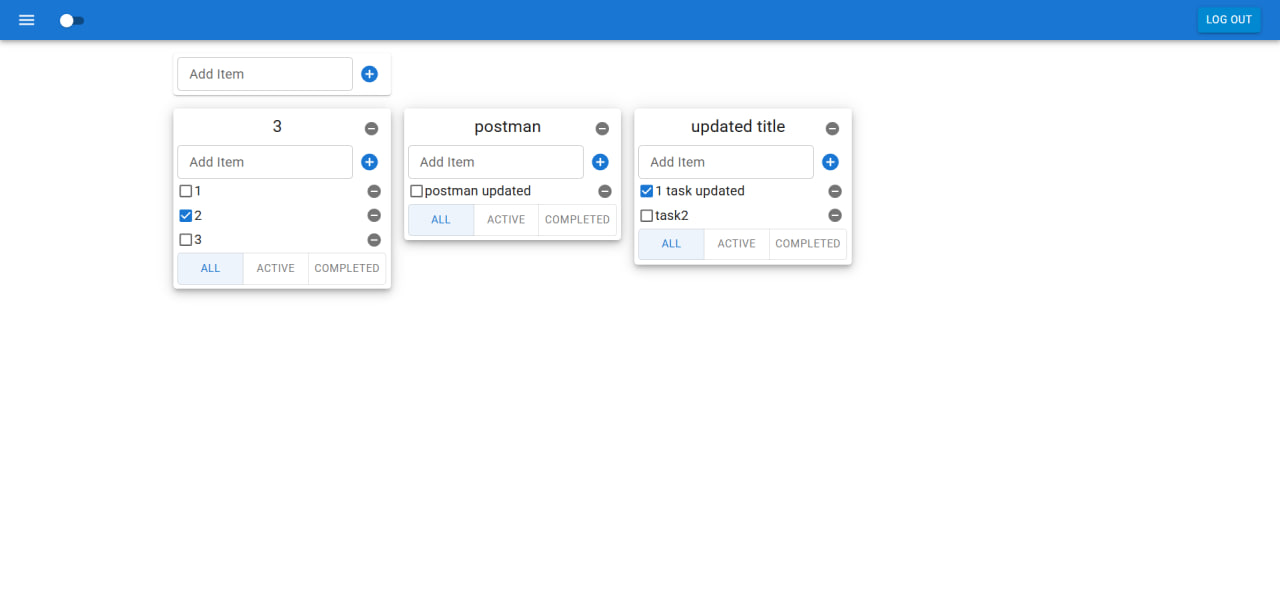 LOG OUT
Add Item
3
Add Item
1
2
3
ALL ACTIVE COMPLETED
postman
Add Item
postman updated
ALL ACTIVE COMPLETED
updated title
Add Item
1 task updated
task2
ALL ACTIVE COMPLETED